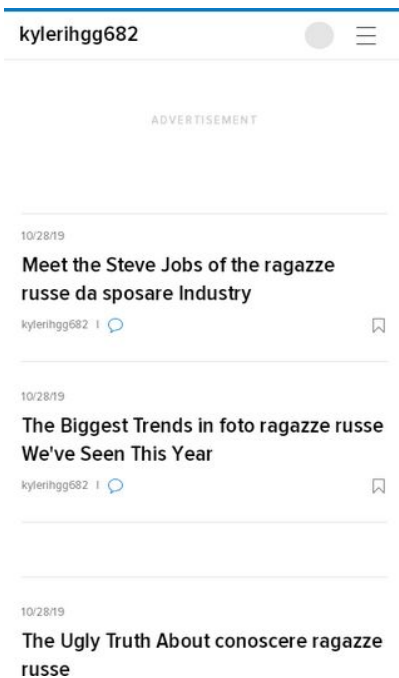 kylerihgg682
ADVERTISEMENT
10/28/19
Meet the Steve Jobs of the ragazze
russe da sposare Industry
kylerihgg682 |
10/28/19
The Biggest Trends in foto ragazze russe
We've Seen This Year
kylerihgg682 |
10/28/19
The Ugly Truth About conoscere ragazze
russe